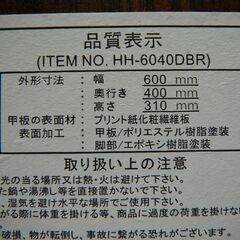 品質表示
(ITEM NO. HH-6040DBR)
外形寸法：幅 600 mm
奥行き 400 mm
高さ 310 mm
甲板の表面材：プリント紙化粧繊維板
表面加工：甲板/ポリエステル樹脂塗装
脚部/エポキシ樹脂塗装
取り扱い上の注意
光の当る場所又は熱・火は避けて下さい。
た鍋や湯沸し等を直接置かないで下さい。
、湿気を避け水平な場所でご使用下さい。
がる際に体重を掛ける等、商品に過度の荷重を掛
破損、物が転倒し、事故に繋がる恐れがあります